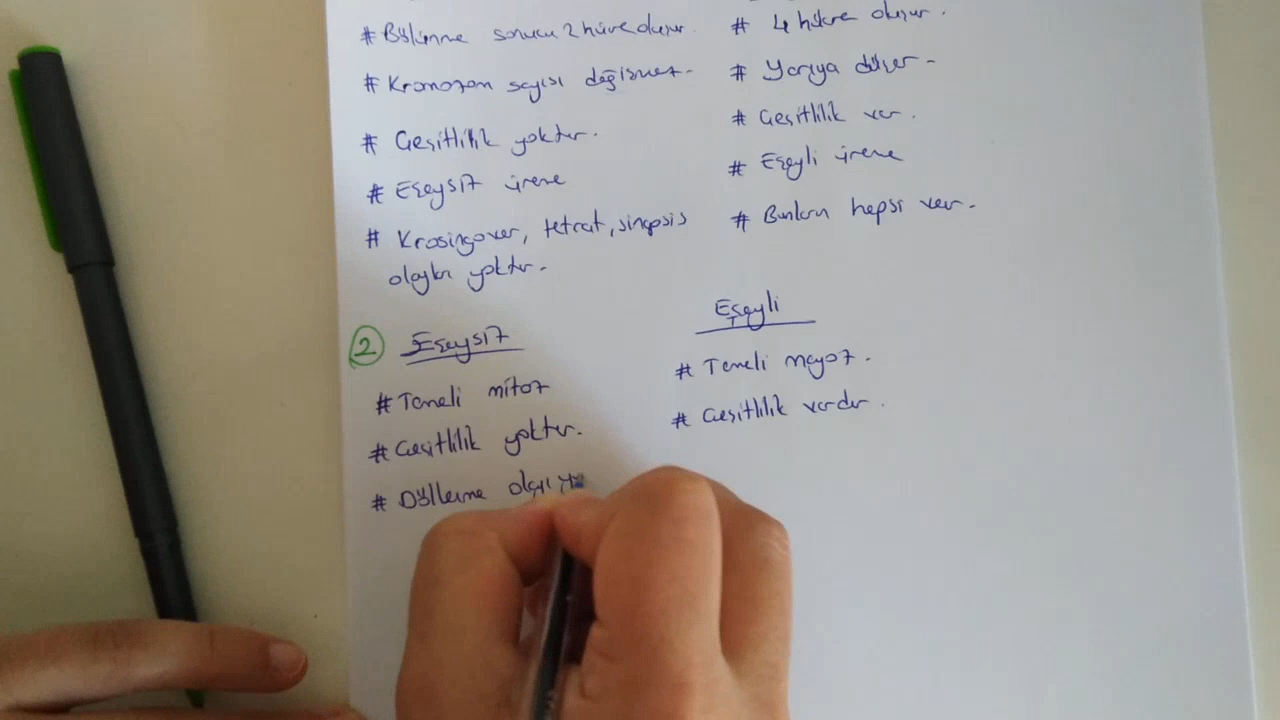 # Bölünme sonucu 2 hücre oluşur.
# Kromozom sayısı değişmez.
# Çeşitlilik yoktur.
# Eşeysiz üreme
# Krosingover, tetrat, sinapsis
olayları yoktur.
# 4 hücre oluşur.
# Yarıya düşer.
# Çeşitlilik var.
# Eşeyli üreme
# Bunların hepsi var.
2 Eşeysiz
# Temeli mitoz
# Çeşitlilik yoktur.
# Döllenme olayı
Eşeyli
# Temeli mayoz.
# Çeşitlilik vardır.